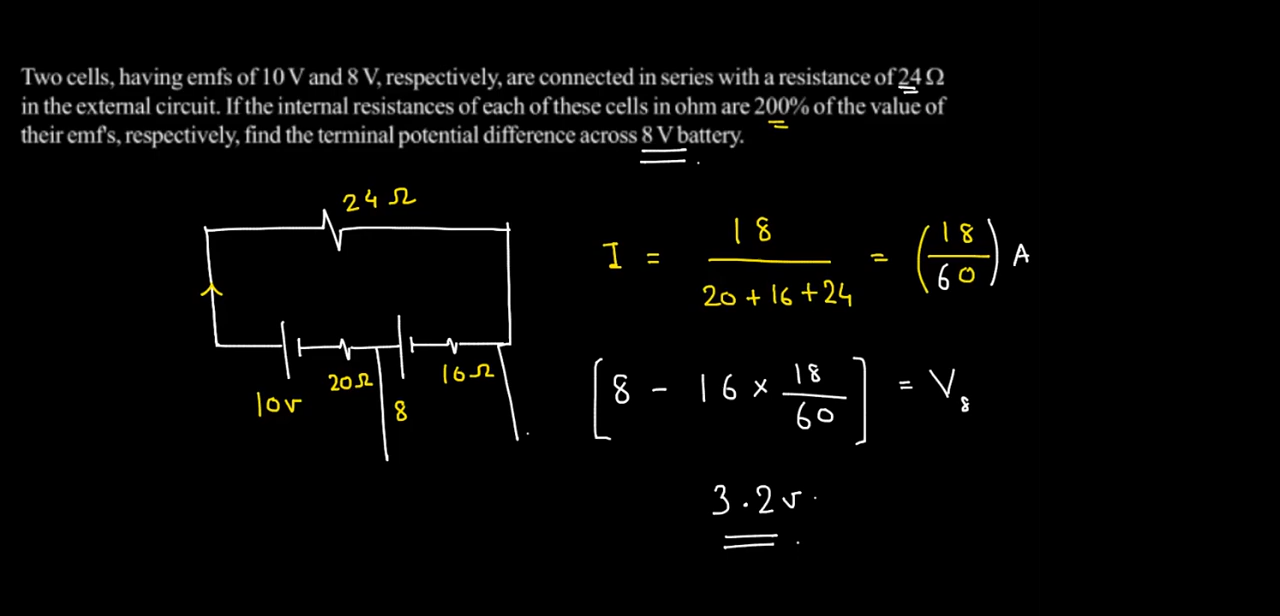 Two cells, having emfs of 10 V and 8 V, respectively, are connected in series with a resistance of 24 Ω
in the external circuit. If the internal resistances of each of these cells in ohm are 200% of the value of
their emf's, respectively, find the terminal potential difference across 8 V battery.
24 Ω
I = 18 / 20 + 16 + 24 = (18/60) A
20Ω
16Ω
10v
8
[8 - 16 × 18/60] = V₈
3.2v.